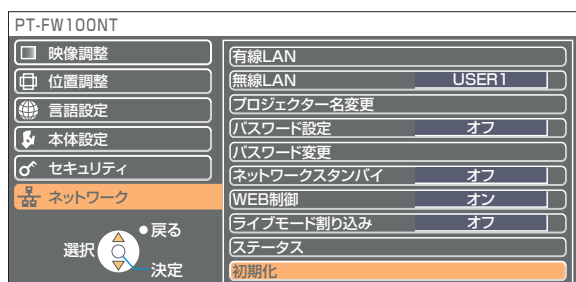 PT-FW100NT
映像調整
位置調整
言語設定
本体設定
セキュリティ
ネットワーク
戻る
選択
決定
有線LAN
無線LAN USER1
プロジェクター名変更
パスワード設定 オフ
パスワード変更
ネットワークスタンバイ オフ
WEB制御 オン
ライブモード割り込み オフ
ステータス
初期化